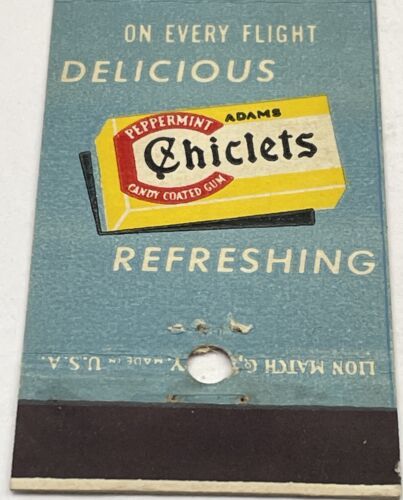 ON EVERY FLIGHT
DELICIOUS
ADAMS
PEPPERMINT
Chiclets
CANDY COATED GUM
REFRESHING
LION MATCH Y. MADE IN U.S.A.